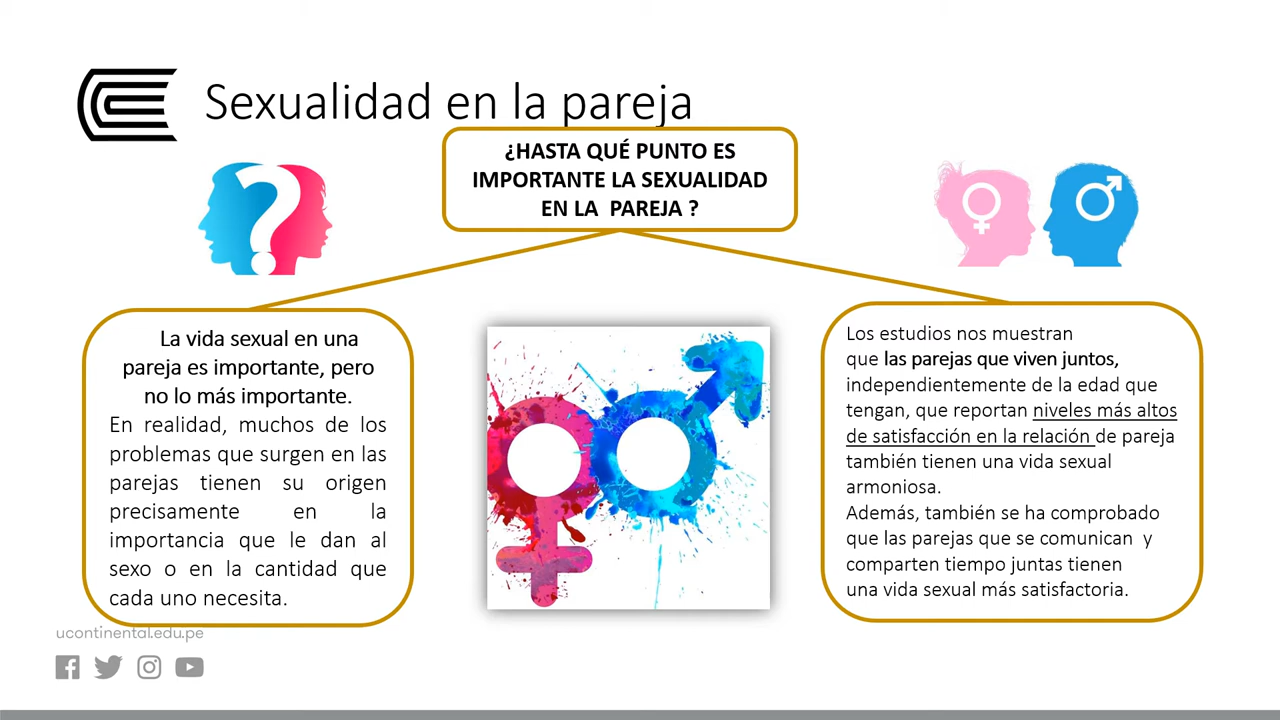 Sexualidad en la pareja
¿HASTA QUÉ PUNTO ES
IMPORTANTE LA SEXUALIDAD
EN LA PAREJA ?
?
La vida sexual en una
pareja es importante, pero
no lo más importante.
En realidad, muchos de los
problemas que surgen en las
parejas tienen su origen
precisamente en la
importancia que le dan al
sexo o en la cantidad que
cada uno necesita.
Los estudios nos muestran
que las parejas que viven juntos,
independientemente de la edad que
tengan, que reportan niveles más altos
de satisfacción en la relación de pareja
también tienen una vida sexual
armoniosa.
Además, también se ha comprobado
que las parejas que se comunican y
comparten tiempo juntas tienen
una vida sexual más satisfactoria.
ucontinental.edu.pe